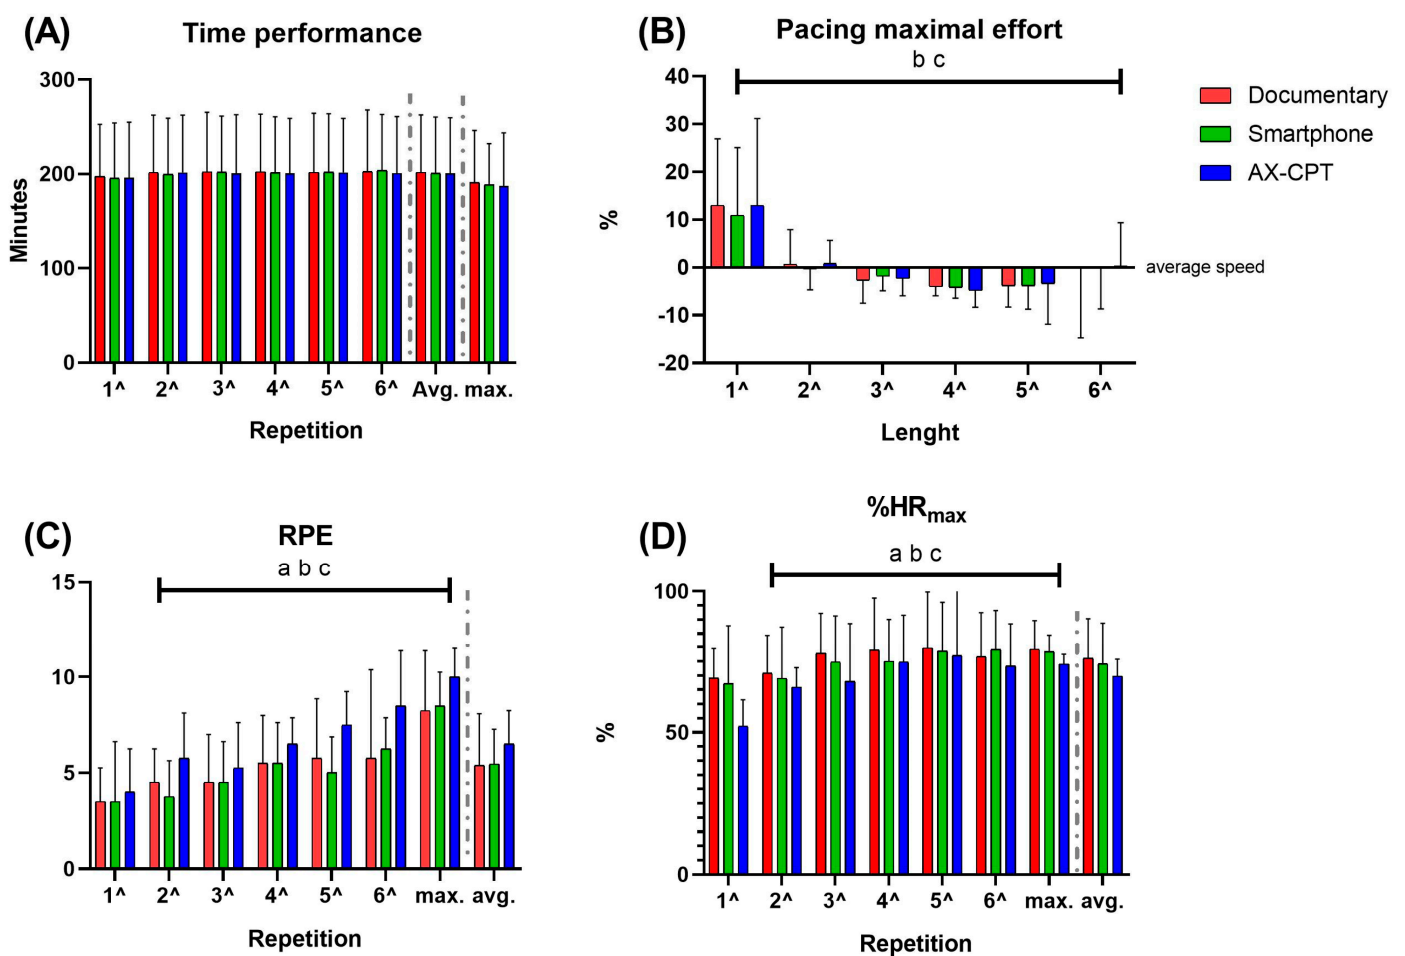 (A)
Time performance
300
200
100
0
Minutes
1^ 2^ 3^ 4^ 5^ 6^ Avg. max.
Repetition
(B)
Pacing maximal effort
b c
40
30
20
10
0
-10
-20
%
average speed
1^ 2^ 3^ 4^ 5^ 6^
Lenght
Documentary
Smartphone
AX-CPT
(C)
RPE
a b c
15
10
5
0
1^ 2^ 3^ 4^ 5^ 6^ max. avg.
Repetition
(D)
%HRmax
a b c
100
50
0
%
1^ 2^ 3^ 4^ 5^ 6^ max. avg.
Repetition